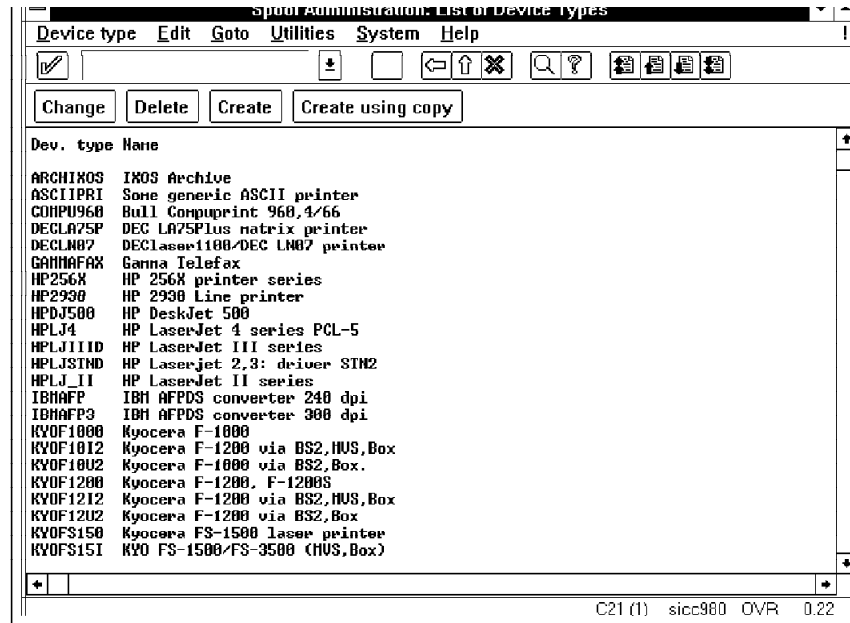 Spool Administration: List of Device Types
Device type Edit Goto Utilities System Help
Change Delete Create Create using copy
Dev. type Name
ARCHIXOS IXOS Archive
ASCIIPRI Some generic ASCII printer
COMPU960 Bull Compuprint 960,4/66
DECLA75P DEC LA75Plus matrix printer
DECLN07 DEClaser1100/DEC LN07 printer
GAMMAFAX Gamma Telefax
HP256X HP 256X printer series
HP2930 HP 2930 Line printer
HPDJ500 HP DeskJet 500
HPLJ4 HP LaserJet 4 series PCL-5
HPLJIIID HP LaserJet III series
HPLJSTND HP Laserjet 2,3: driver STN2
HPLJ_II HP LaserJet II series
IBMAFP IBM AFPDS converter 240 dpi
IBMAFP3 IBM AFPDS converter 300 dpi
KYOF1000 Kyocera F-1000
KYOF10I2 Kyocera F-1200 via BS2,MVS,Box
KYOF10U2 Kyocera F-1000 via BS2,Box.
KYOF1200 Kyocera F-1200, F-1200S
KYOF12I2 Kyocera F-1200 via BS2,MVS,Box
KYOF12U2 Kyocera F-1200 via BS2,Box
KYOFS150 Kyocera FS-1500 laser printer
KYOFS15I KYO FS-1500/FS-3500 (MVS,Box)
C21 (1) sicc980 OVR 0.22